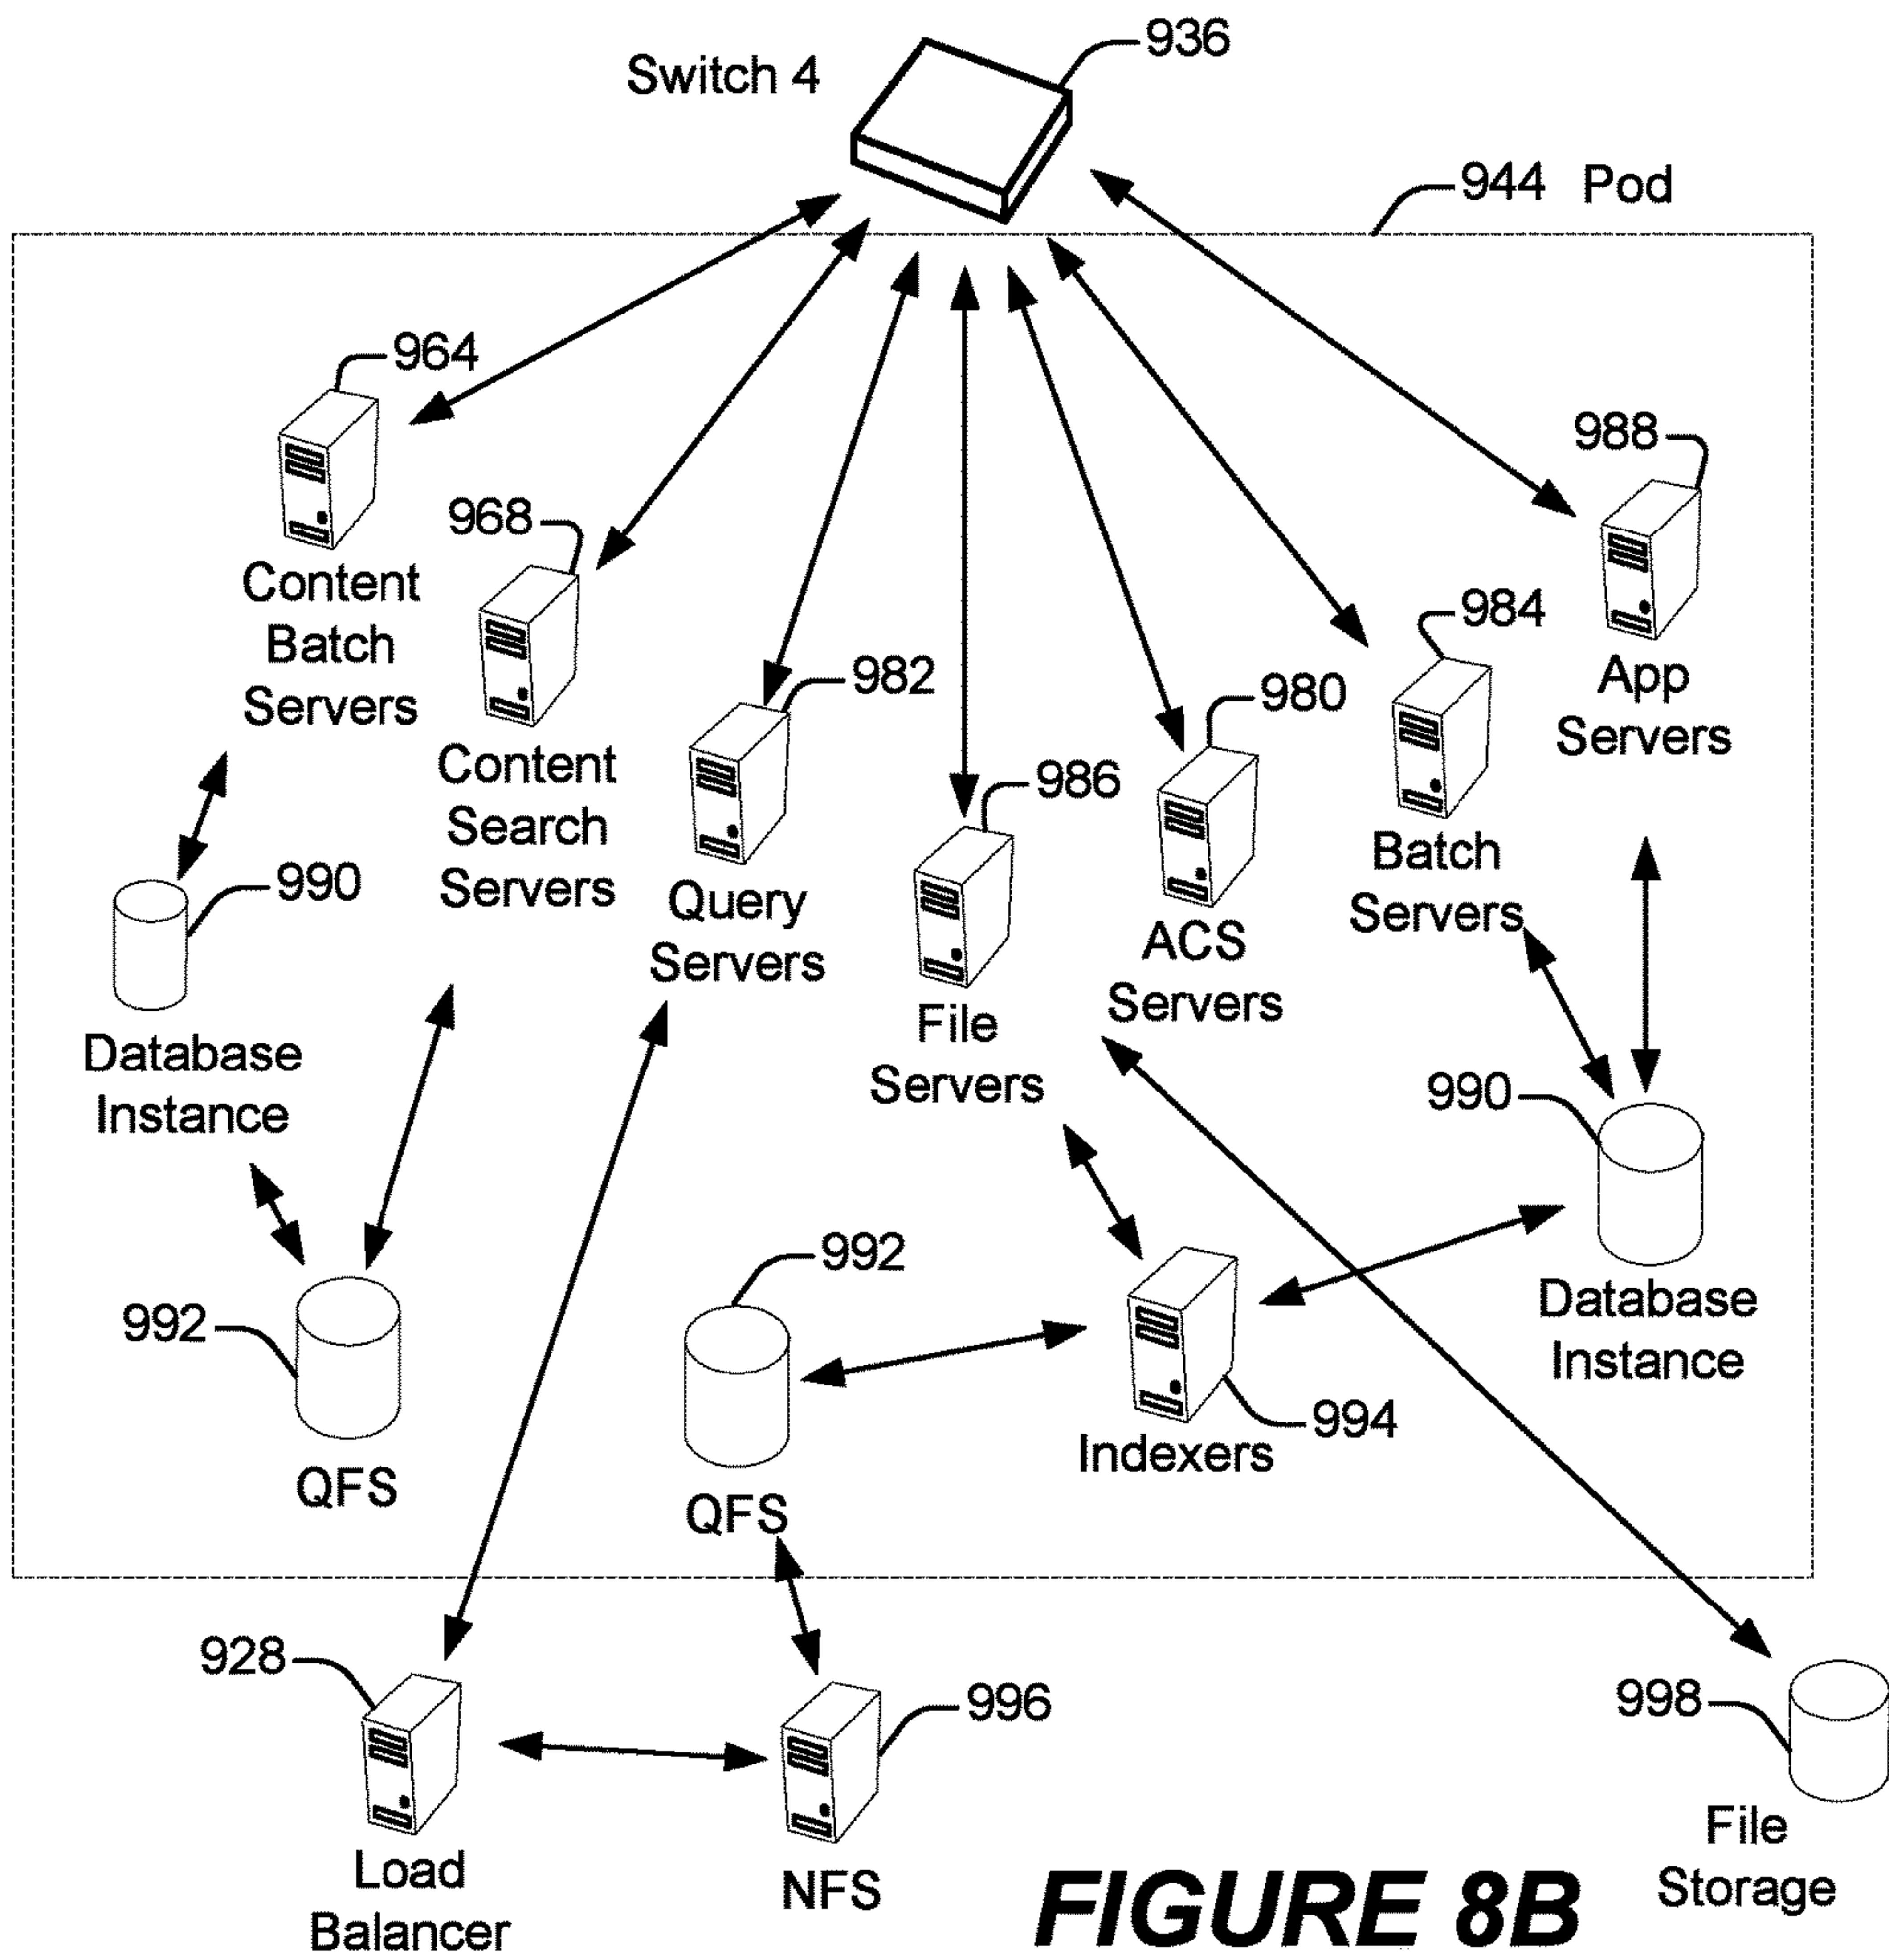 936
Switch 4
944 Pod
964
988
968
Content
Batch
Servers
984
982
980
App
Servers
Content
Search
Servers
986
Batch
Servers
990
Query
Servers
ACS
Servers
File
Servers
Database
Instance
990
992
992
Database
Instance
994
Indexers
QFS
QFS
928
996
998
File
Storage
Load
Balancer
NFS
FIGURE 8B